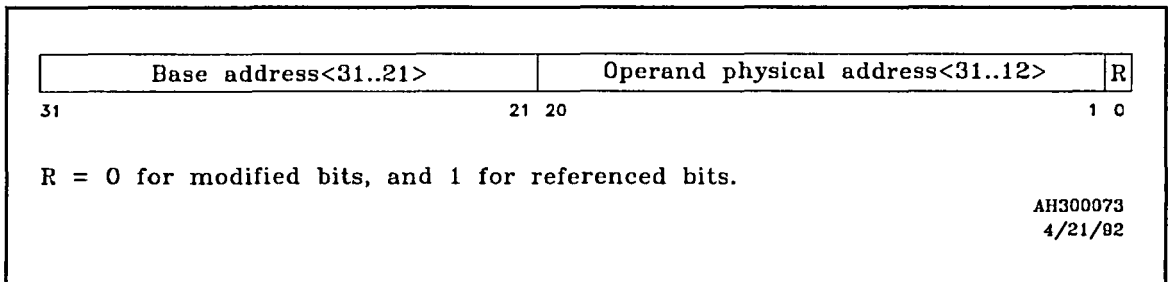 Base address<31..21> Operand physical address<31..12> R
31 21 20 1 0
R = 0 for modified bits, and 1 for referenced bits.
AH300073
4/21/92